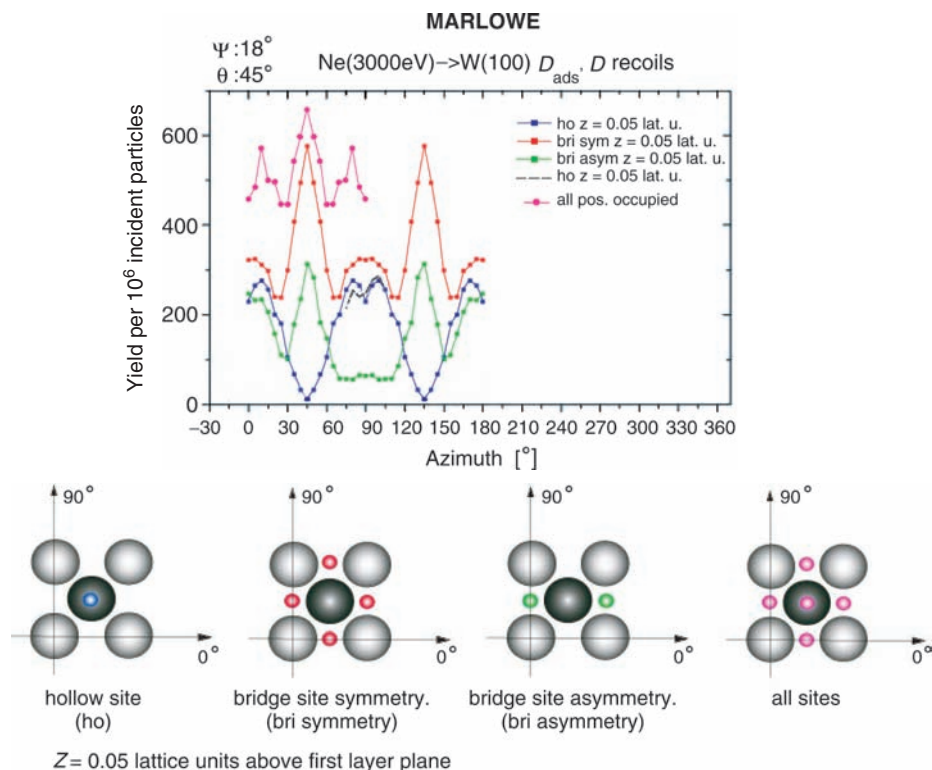 MARLOWE
Ψ :18°
θ :45°
Ne(3000eV)–>W(100) D_ads, D recoils
ho z = 0.05 lat. u.
bri sym z = 0.05 lat. u.
bri asym z = 0.05 lat. u.
ho z = 0.05 lat. u.
all pos. occupied
Yield per 10⁶ incident particles
600
400
200
0
–30 0 30 60 90 120 150 180 210 240 270 300 330 360
Azimuth [°]
90° 90° 90° 90°
0° 0° 0° 0°
hollow site bridge site symmetry. bridge site asymmetry. all sites
(ho) (bri symmetry) (bri asymmetry)
Z = 0.05 lattice units above first layer plane